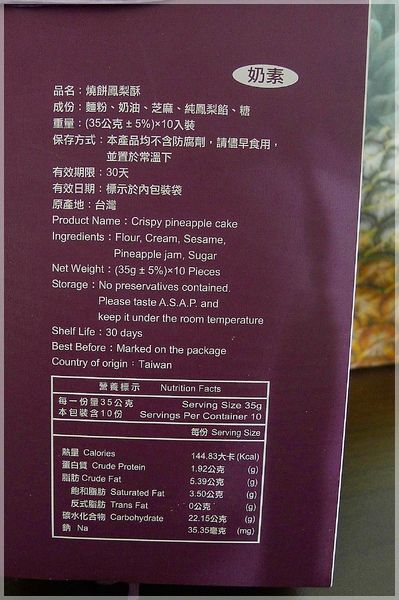 奶素
品名：燒餅鳳梨酥
成份：麵粉、奶油、芝麻、純鳳梨餡、糖
重量：(35公克±5%)×10入裝
保存方式：本產品均不含防腐劑，請儘早食用，
並置於常溫下
有效期限：30天
有效日期：標示於內包裝袋
原產地：台灣
Product Name：Crispy pineapple cake
Ingredients：Flour, Cream, Sesame,
Pineapple jam, Sugar
Net Weight：(35g ± 5%)×10 Pieces
Storage：No preservatives contained.
Please taste A.S.A.P. and
keep it under the room temperature
Shelf Life：30 days
Best Before：Marked on the package
Country of origin：Taiwan
營養標示 Nutrition Facts
每一份量35公克 Serving Size 35g
本包裝含10份 Servings Per Container 10
每份 Serving Size
熱量 Calories 144.83大卡(Kcal)
蛋白質 Crude Protein 1.92公克 (g)
脂肪 Crude Fat 5.39公克 (g)
飽和脂肪 Saturated Fat 3.50公克 (g)
反式脂肪 Trans Fat 0公克 (g)
碳水化合物 Carbohydrate 22.15公克 (g)
鈉 Na 35.35毫克 (mg)